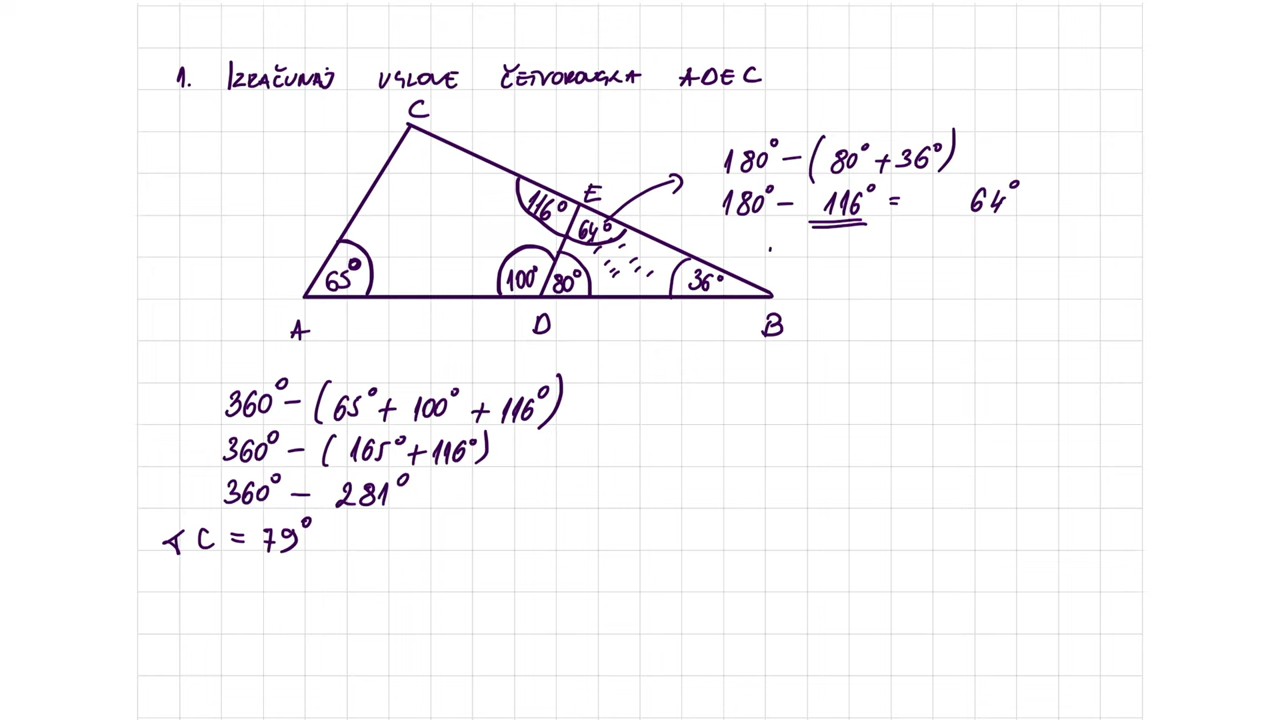 1. IZRAČUNAJ UGLOVE ČETVOROUGLA ADEC
C
180° - (80° + 36°)
180° - 116° = 64°
E
116°
64°
65°
100°
80°
36°
A
D
B
360° - (65° + 100° + 116°)
360° - (165° + 116°)
360° - 281°
∢ C = 79°